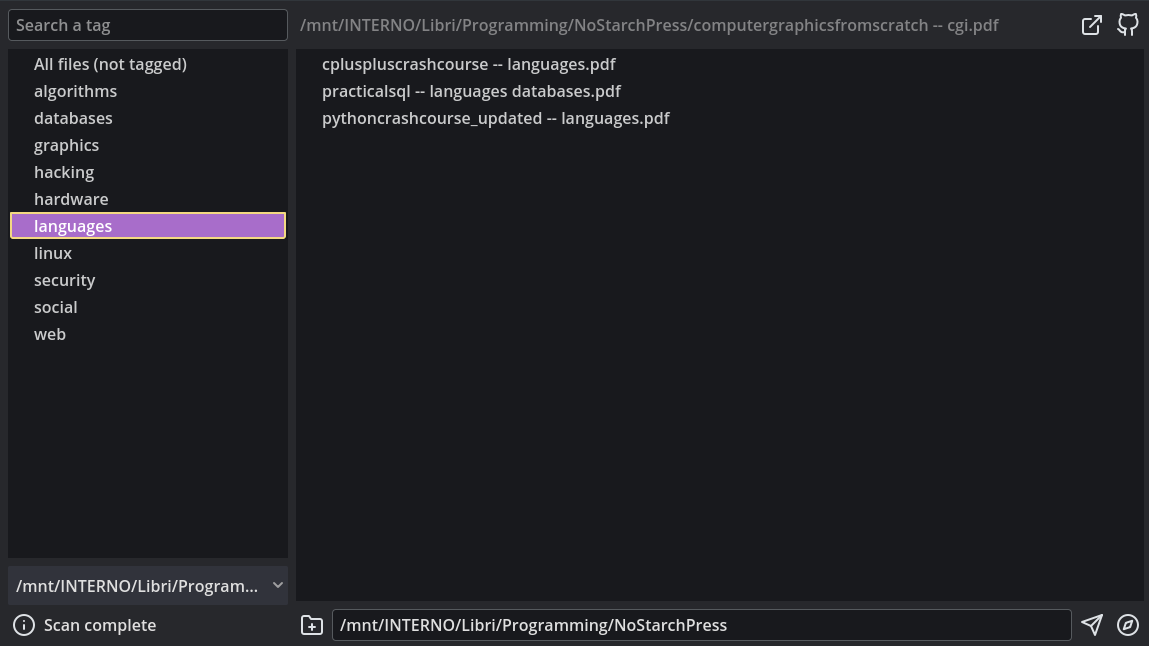 Search a tag
/mnt/INTERNO/Libri/Programming/NoStarchPress/computergraphicsfromscratch -- cgi.pdf
All files (not tagged)
algorithms
databases
graphics
hacking
hardware
languages
linux
security
social
web
cpluspluscrashcourse -- languages.pdf
practicalsql -- languages databases.pdf
pythoncrashcourse_updated -- languages.pdf
/mnt/INTERNO/Libri/Program...
Scan complete
/mnt/INTERNO/Libri/Programming/NoStarchPress